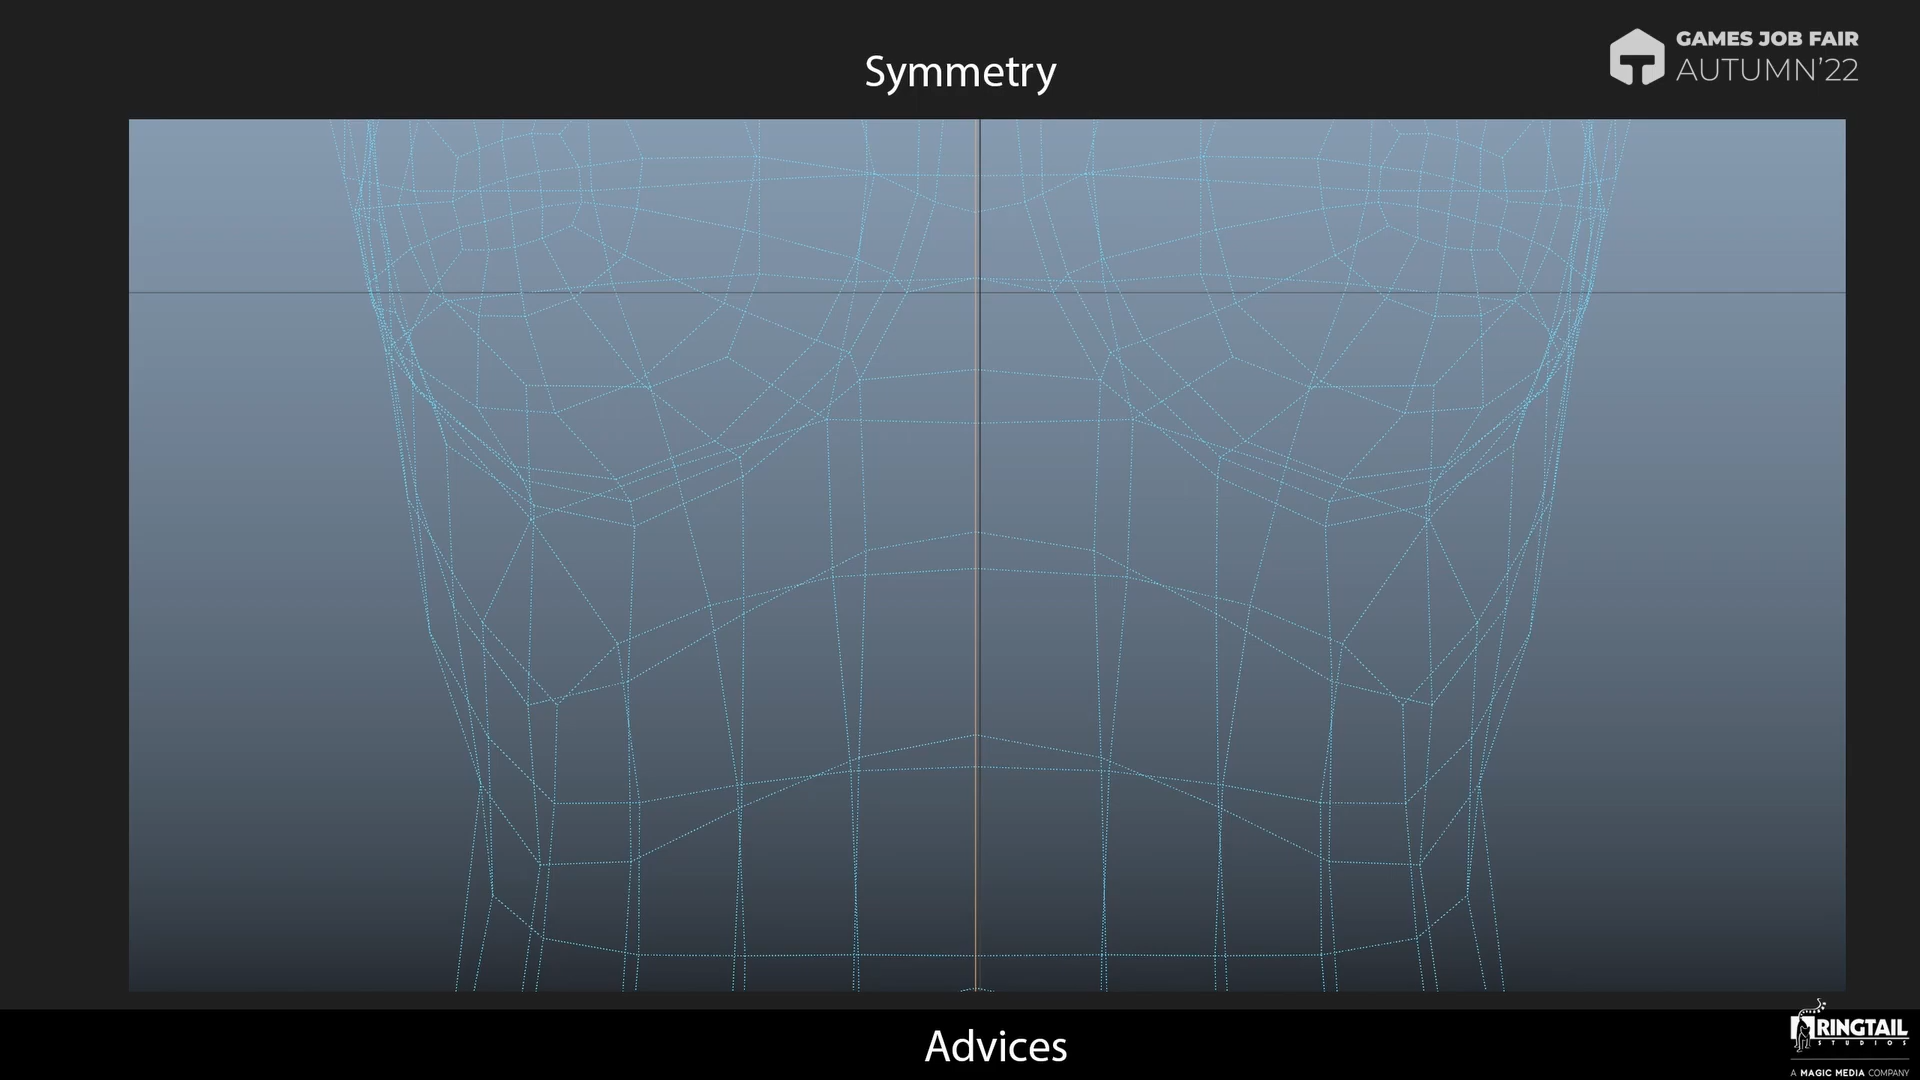 Symmetry
GAMES JOB FAIR
AUTUMN'22
Advices
RINGTAIL
STUDIOS
A MAGIC MEDIA COMPANY